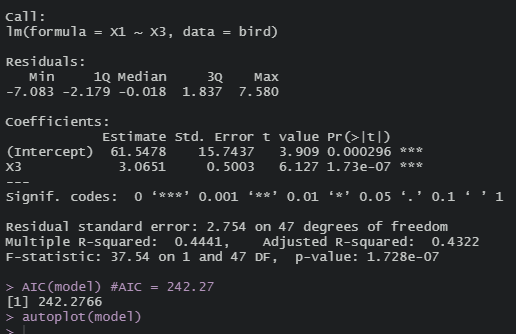 Call:
lm(formula = X1 ~ X3, data = bird)
Residuals:
Min 1Q Median 3Q Max
-7.083 -2.179 -0.018 1.837 7.580
Coefficients:
Estimate Std. Error t value Pr(>|t|)
(Intercept) 61.5478 15.7437 3.909 0.000296 ***
X3 3.0651 0.5003 6.127 1.73e-07 ***
---
Signif. codes: 0 ‘***’ 0.001 ‘**’ 0.01 ‘*’ 0.05 ‘.’ 0.1 ‘ ’ 1
Residual standard error: 2.754 on 47 degrees of freedom
Multiple R-squared: 0.4441, Adjusted R-squared: 0.4322
F-statistic: 37.54 on 1 and 47 DF, p-value: 1.728e-07
> AIC(model) #AIC = 242.27
[1] 242.2766
> autoplot(model)
>